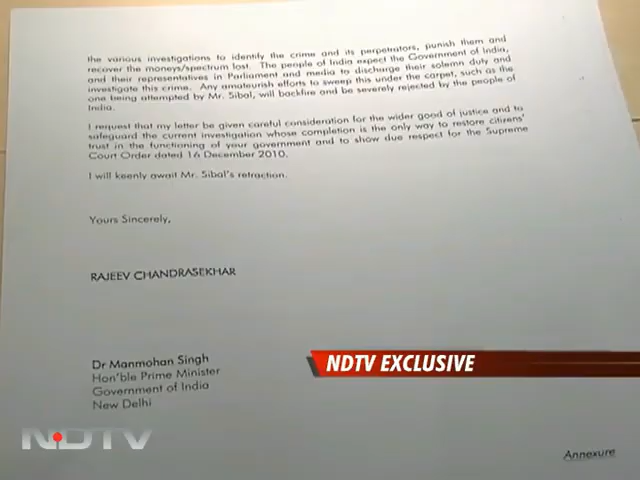 the various investigations to identify the crime and its perpetrators, punish them and
recover the moneys/spectrum lost. The people of India expect the Government of India,
and their representatives in Parliament and media to discharge their solemn duty and
investigate this crime. Any amateurish efforts to sweep this under the carpet, such as the
one being attempted by Mr. Sibal, will backfire and be severely rejected by the people of
India.
I request that my letter be given careful consideration for the wider good of justice and to
safeguard the current investigation whose completion is the only way to restore citizens'
trust in the functioning of your government and to show due respect for the Supreme
Court Order dated 16 December 2010.
I will keenly await Mr. Sibal's retraction.
Yours Sincerely,
RAJEEV CHANDRASEKHAR
Dr Manmohan Singh
Hon'ble Prime Minister
Government of India
New Delhi
NDTV EXCLUSIVE
NDTV
Annexure